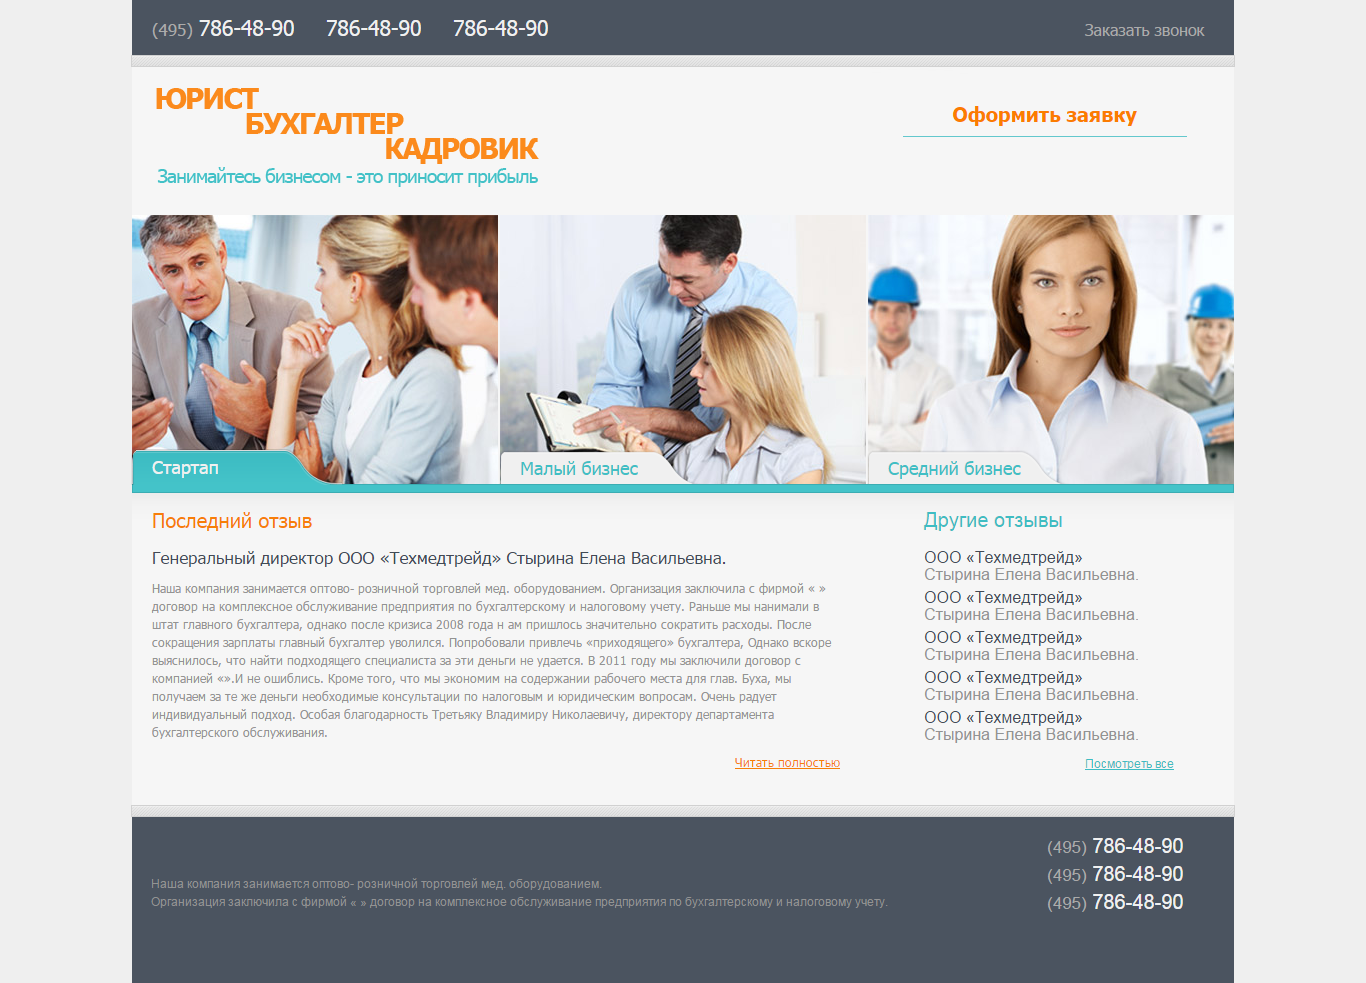 (495) 786-48-90 786-48-90 786-48-90 Заказать звонок
ЮРИСТ
БУХГАЛТЕР
КАДРОВИК
Занимайтесь бизнесом - это приносит прибыль
Оформить заявку
Стартап
Малый бизнес
Средний бизнес
Последний отзыв
Генеральный директор ООО «Техмедтрейд» Стырина Елена Васильевна.
Наша компания занимается оптово- розничной торговлей мед. оборудованием. Организация заключила с фирмой « »
договор на комплексное обслуживание предприятия по бухгалтерскому и налоговому учету. Раньше мы нанимали в
штат главного бухгалтера, однако после кризиса 2008 года н ам пришлось значительно сократить расходы. После
сокращения зарплаты главный бухгалтер уволился. Попробовали привлечь «приходящего» бухгалтера, Однако вскоре
выяснилось, что найти подходящего специалиста за эти деньги не удается. В 2011 году мы заключили договор с
компанией «».И не ошиблись. Кроме того, что мы экономим на содержании рабочего места для глав. Буха, мы
получаем за те же деньги необходимые консультации по налоговым и юридическим вопросам. Очень радует
индивидуальный подход. Особая благодарность Третьяку Владимиру Николаевичу, директору департамента
бухгалтерского обслуживания.
Читать полностью
Другие отзывы
ООО «Техмедтрейд»
Стырина Елена Васильевна.
ООО «Техмедтрейд»
Стырина Елена Васильевна.
ООО «Техмедтрейд»
Стырина Елена Васильевна.
ООО «Техмедтрейд»
Стырина Елена Васильевна.
ООО «Техмедтрейд»
Стырина Елена Васильевна.
Посмотреть все
Наша компания занимается оптово- розничной торговлей мед. оборудованием.
Организация заключила с фирмой « » договор на комплексное обслуживание предприятия по бухгалтерскому и налоговому учету.
(495) 786-48-90
(495) 786-48-90
(495) 786-48-90